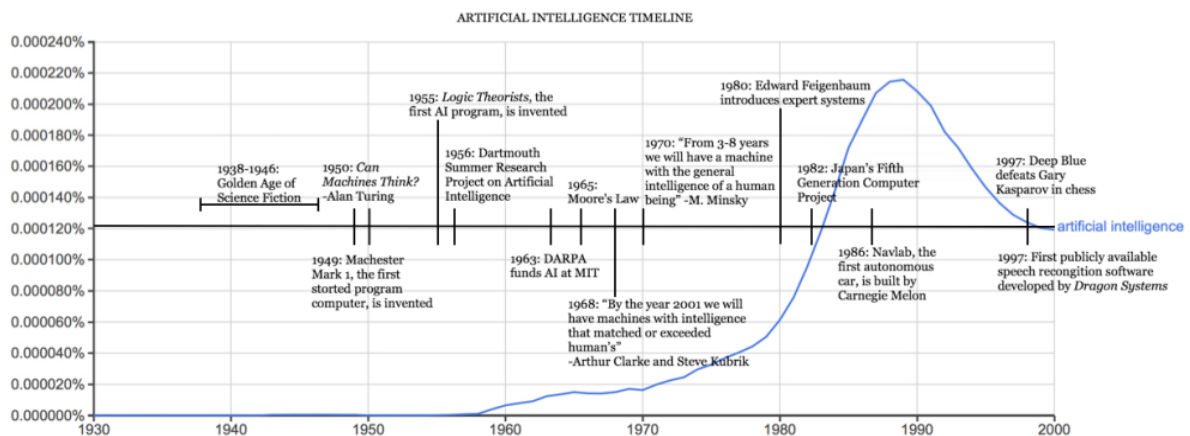 ARTIFICIAL INTELLIGENCE TIMELINE
0.000240%
0.000220%
0.000200%
0.000180%
0.000160%
0.000140%
0.000120%
0.000100%
0.000080%
0.000060%
0.000040%
0.000020%
0.000000%
1938-1946:
Golden Age of
Science Fiction
1949: Machester
Mark 1, the first
storted program
computer, is invented
1950: Can
Machines Think?
-Alan Turing
1955: Logic Theorists, the
first AI program, is invented
1956: Dartmouth
Summer Research
Project on Artificial
Intelligence
1963: DARPA
funds AI at MIT
1965:
Moore's Law
1968: "By the year 2001 we will
have machines with intelligence
that matched or exceeded
human's"
-Arthur Clarke and Steve Kubrik
1970: "From 3-8 years
we will have a machine
with the general
intelligence of a human
being" -M. Minsky
1980: Edward Feigenbaum
introduces expert systems
1982: Japan's Fifth
Generation Computer
Project
1986: Navlab, the
first autonomous
car, is built by
Carnegie Melon
1997: Deep Blue
defeats Gary
Kasparov in chess
artificial intelligence
1997: First publicly available
speech recongition software
developed by Dragon Systems
1930
1940
1950
1960
1970
1980
1990
2000